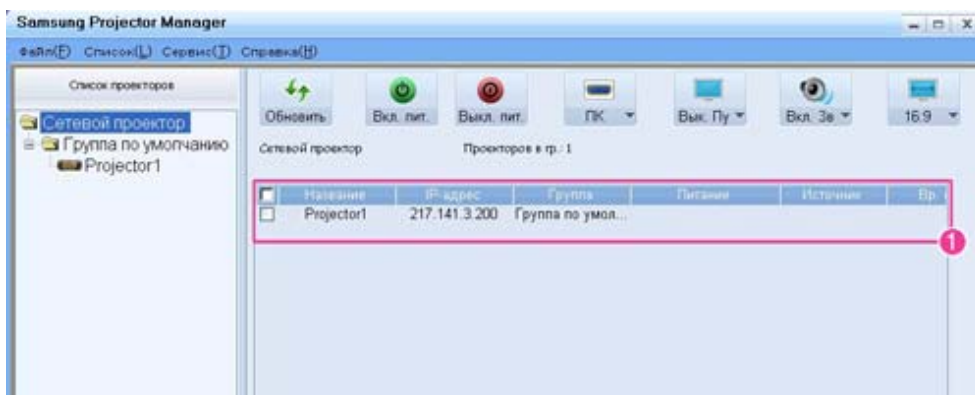 Samsung Projector Manager
Файл(F) Список(L) Сервис(T) Справка(H)
Список проекторов
Обновить Вкл. пит. Выкл. пит. ПК Вык. Пу Вкл. Зв 16:9
Сетевой проектор
Группа по умолчанию
Projector1
Сетевой проектор Проекторов в гр.: 1
Название IP-адрес Группа Питание Источник Вр.
Projector1 217.141.3.200 Группа по умол...
1